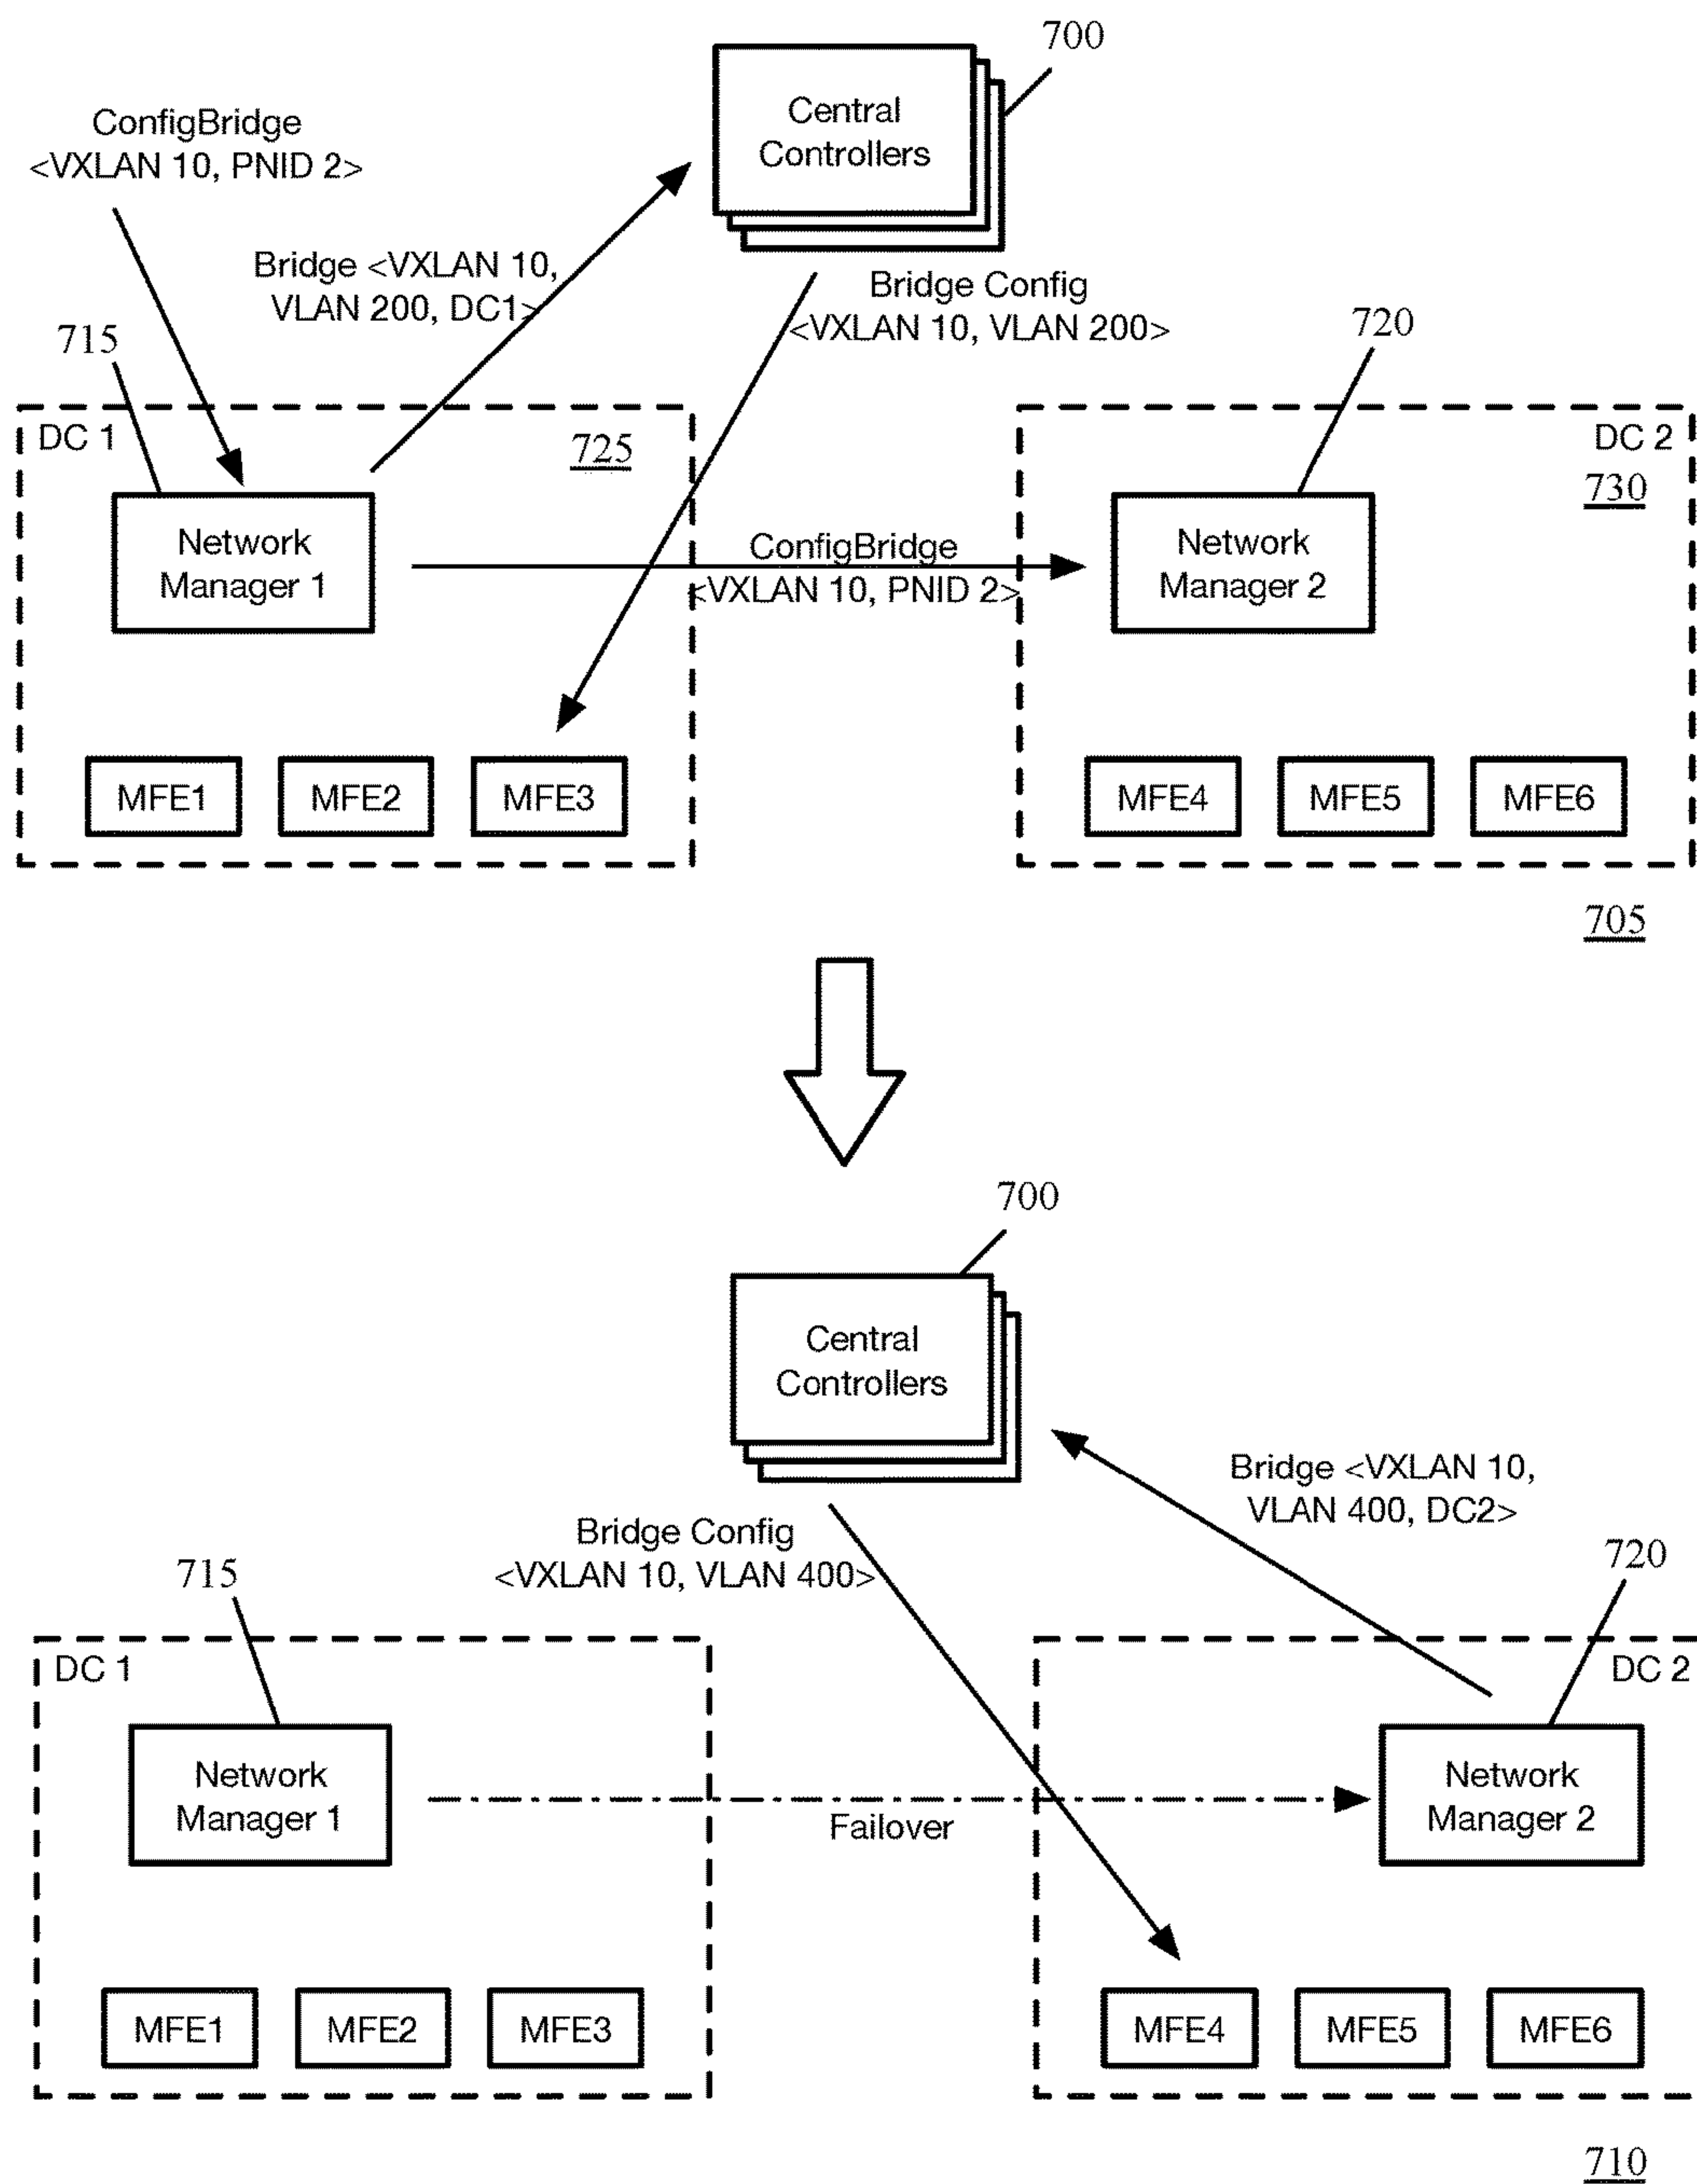 700
Central
Controllers
ConfigBridge
<VXLAN 10, PNID 2>
Bridge <VXLAN 10,
VLAN 200, DC1>
Bridge Config
<VXLAN 10, VLAN 200>
715
720
DC 1
725
DC 2
730
Network
Manager 1
ConfigBridge
<VXLAN 10, PNID 2>
Network
Manager 2
MFE1
MFE2
MFE3
MFE4
MFE5
MFE6
705
700
Central
Controllers
Bridge <VXLAN 10,
VLAN 400, DC2>
Bridge Config
<VXLAN 10, VLAN 400>
715
720
DC 1
DC 2
Network
Manager 1
Failover
Network
Manager 2
MFE1
MFE2
MFE3
MFE4
MFE5
MFE6
710